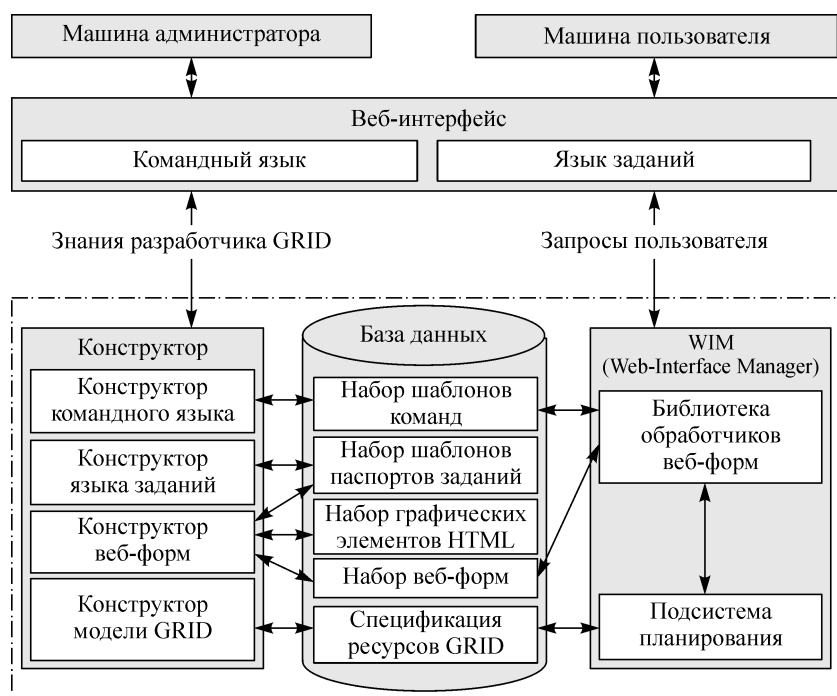 Машина администратора
Машина пользователя
Веб-интерфейс
Командный язык
Язык заданий
Знания разработчика GRID
Запросы пользователя
Конструктор
Конструктор
командного языка
Конструктор
языка заданий
Конструктор
веб-форм
Конструктор
модели GRID
База данных
Набор шаблонов
команд
Набор шаблонов
паспортов заданий
Набор графических
элементов HTML
Набор веб-форм
Спецификация
ресурсов GRID
WIM
(Web-Interface Manager)
Библиотека
обработчиков
веб-форм
Подсистема
планирования